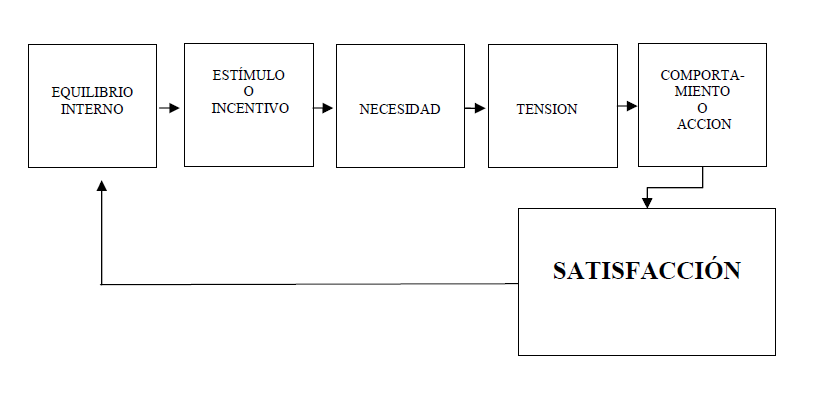 EQUILIBRIO
INTERNO
ESTÍMULO
O
INCENTIVO
NECESIDAD
TENSION
COMPORTA-
MIENTO
O
ACCION
SATISFACCIÓN